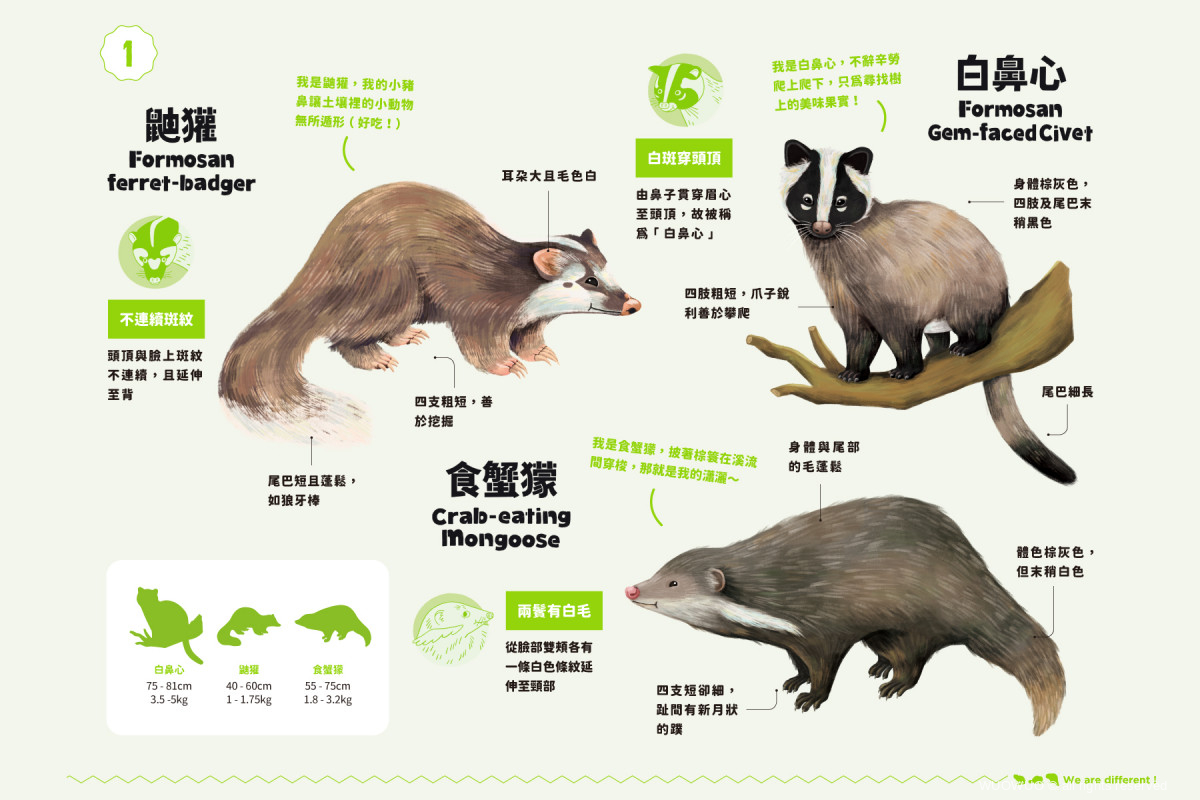 1
鼬獾
Formosan
ferret-badger
我是鼬獾，我的小豬
鼻讓土壤裡的小動物
無所遁形（好吃！）
不連續斑紋
頭頂與臉上斑紋
不連續，且延伸
至背
耳朶大且毛色白
四支粗短，善
於挖掘
尾巴短且蓬鬆，
如狼牙棒
白鼻心
Formosan
Gem-faced Civet
我是白鼻心，不辭辛勞
爬上爬下，只為尋找樹
上的美味果實！
白斑穿頭頂
由鼻子貫穿眉心
至頭頂，故被稱
為「白鼻心」
身體棕灰色，
四肢及尾巴末
稍黑色
四肢粗短，爪子銳
利善於攀爬
尾巴細長
食蟹獴
Crab-eating
Mongoose
我是食蟹獴，披著棕簑在溪流
間穿梭，那就是我的瀟灑～
兩鬢有白毛
從臉部雙頰各有
一條白色條紋延
伸至頸部
身體與尾部
的毛蓬鬆
體色棕灰色，
但末稍白色
四支短卻細，
趾間有新月狀
的蹼
白鼻心
75 - 81cm
3.5 -5kg
鼬獾
40 - 60cm
1 - 1.75kg
食蟹獴
55 - 75cm
1.8 - 3.2kg
We are different !